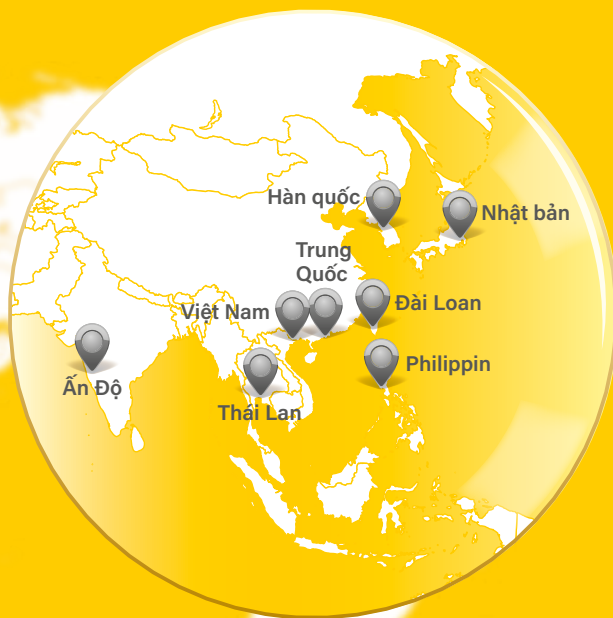 Hàn quốc
Nhật bản
Trung
Quốc
Việt Nam
Đài Loan
Ấn Độ
Philippin
Thái Lan